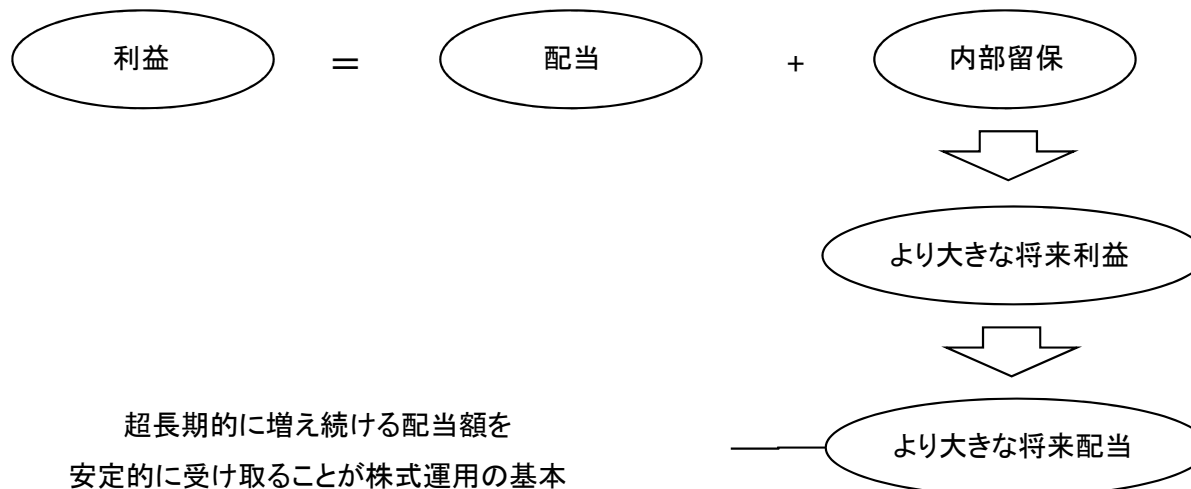 利益 = 配当 + 内部留保
より大きな将来利益
超長期的に増え続ける配当額を
安定的に受け取ることが株式運用の基本
より大きな将来配当